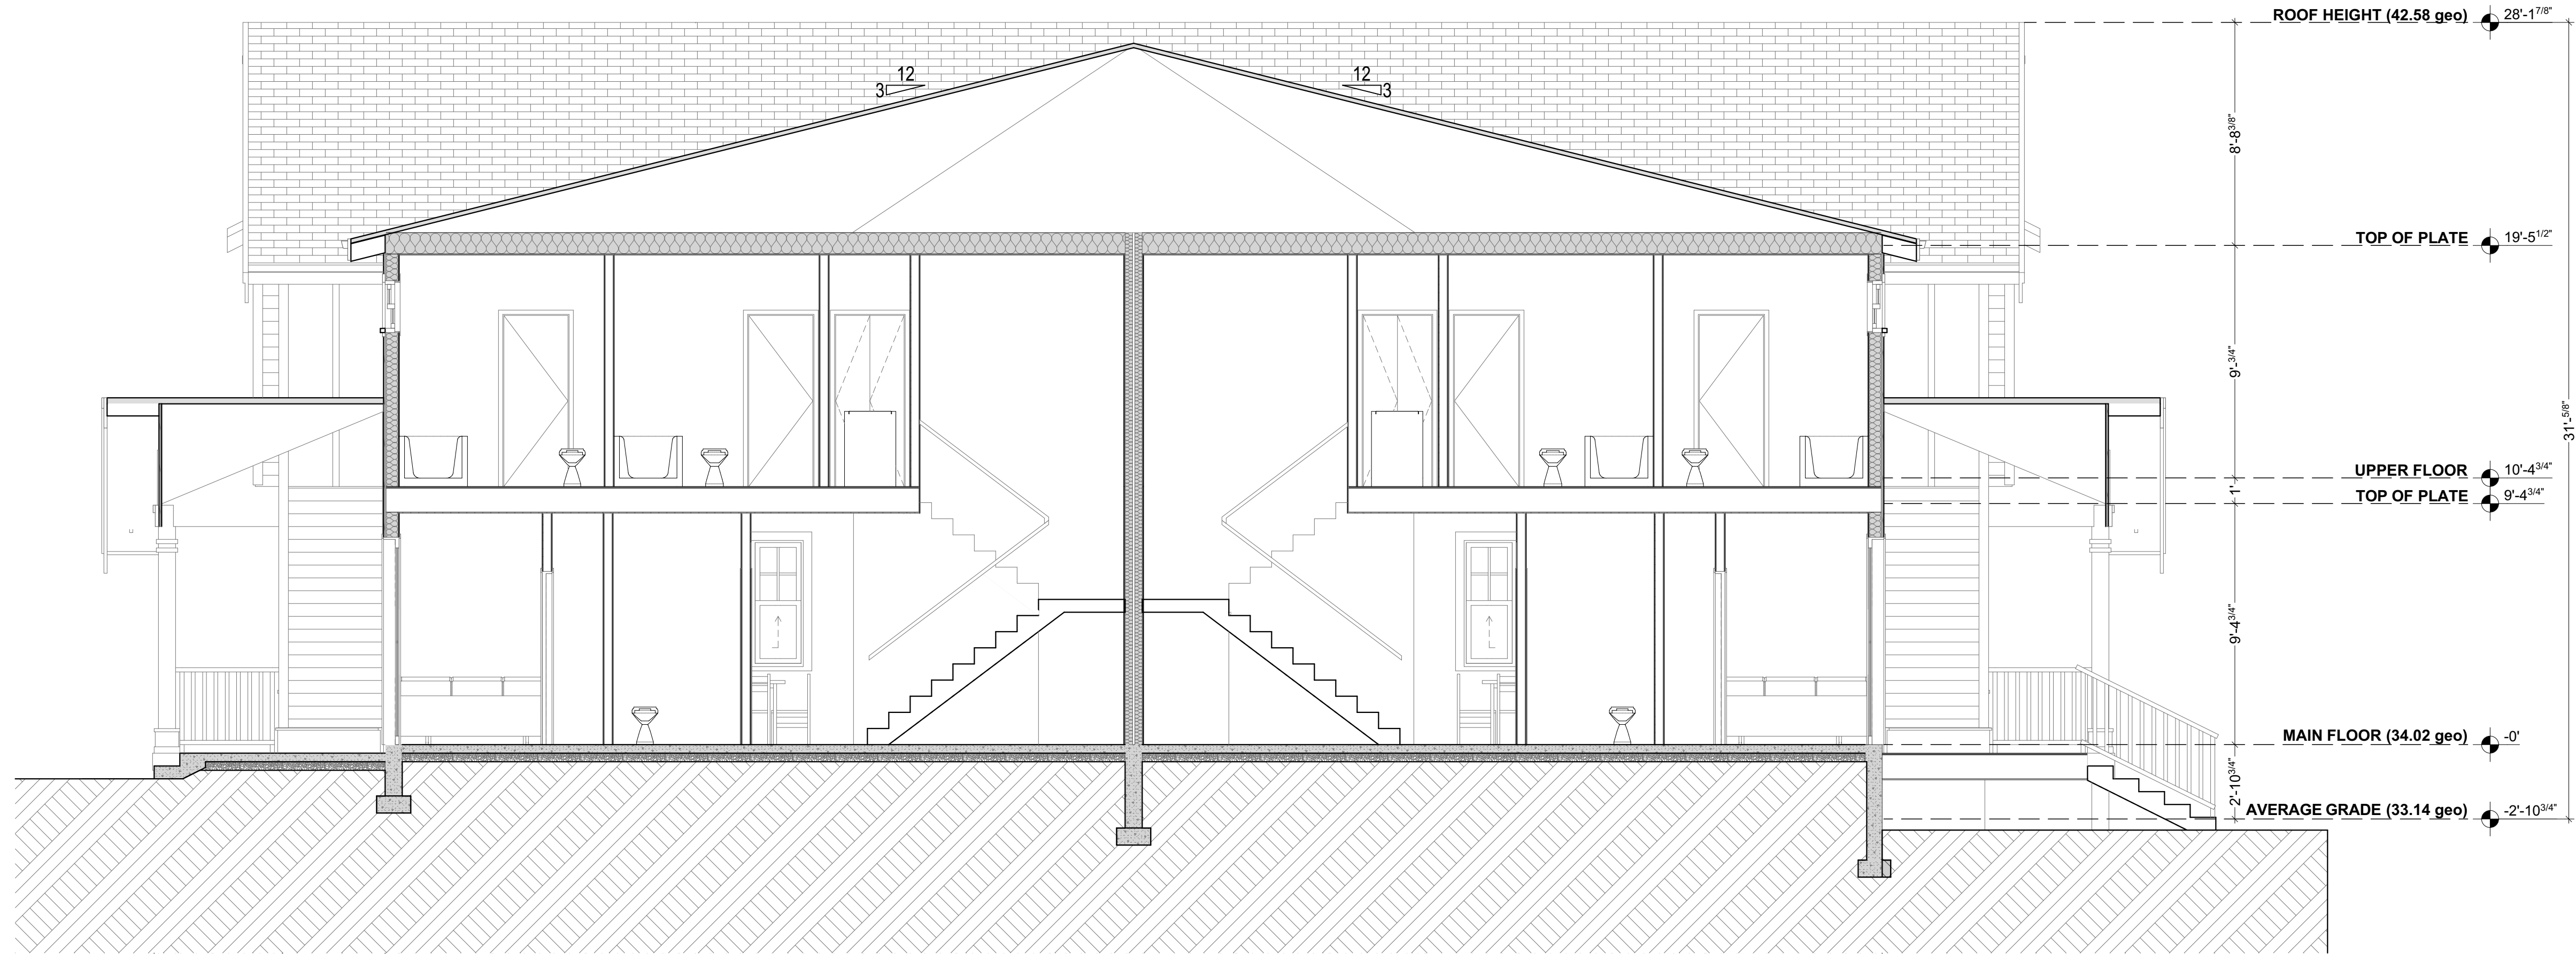 ROOF HEIGHT (42.58 geo) 28'-1 7/8"
12
3
12
3
8'-8 3/8"
TOP OF PLATE 19'-5 1/2"
9'- 3/4"
31'- 5/8"
UPPER FLOOR 10'-4 3/4"
1'
TOP OF PLATE 9'-4 3/4"
9'-4 3/4"
MAIN FLOOR (34.02 geo) -0'
2'-10 3/4"
AVERAGE GRADE (33.14 geo) -2'-10 3/4"